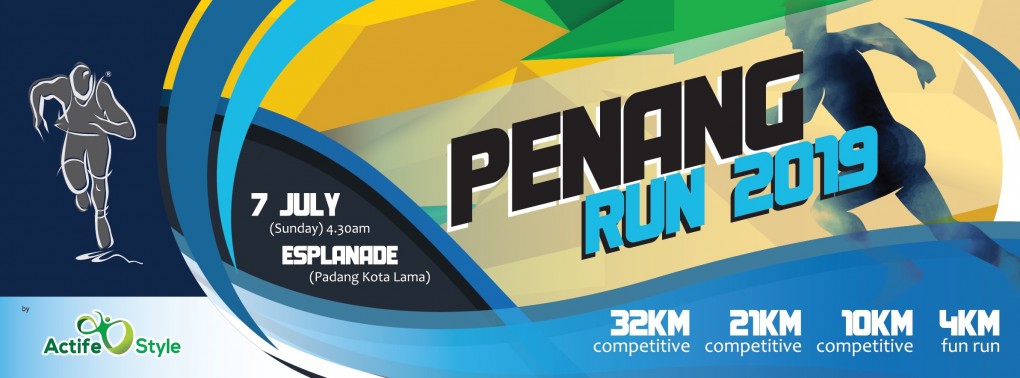 PENANG
RUN 2019
7 JULY
(Sunday) 4.30am
ESPLANADE
(Padang Kota Lama)
by
Actife Style
32KM
competitive
21KM
competitive
10KM
competitive
4KM
fun run
®